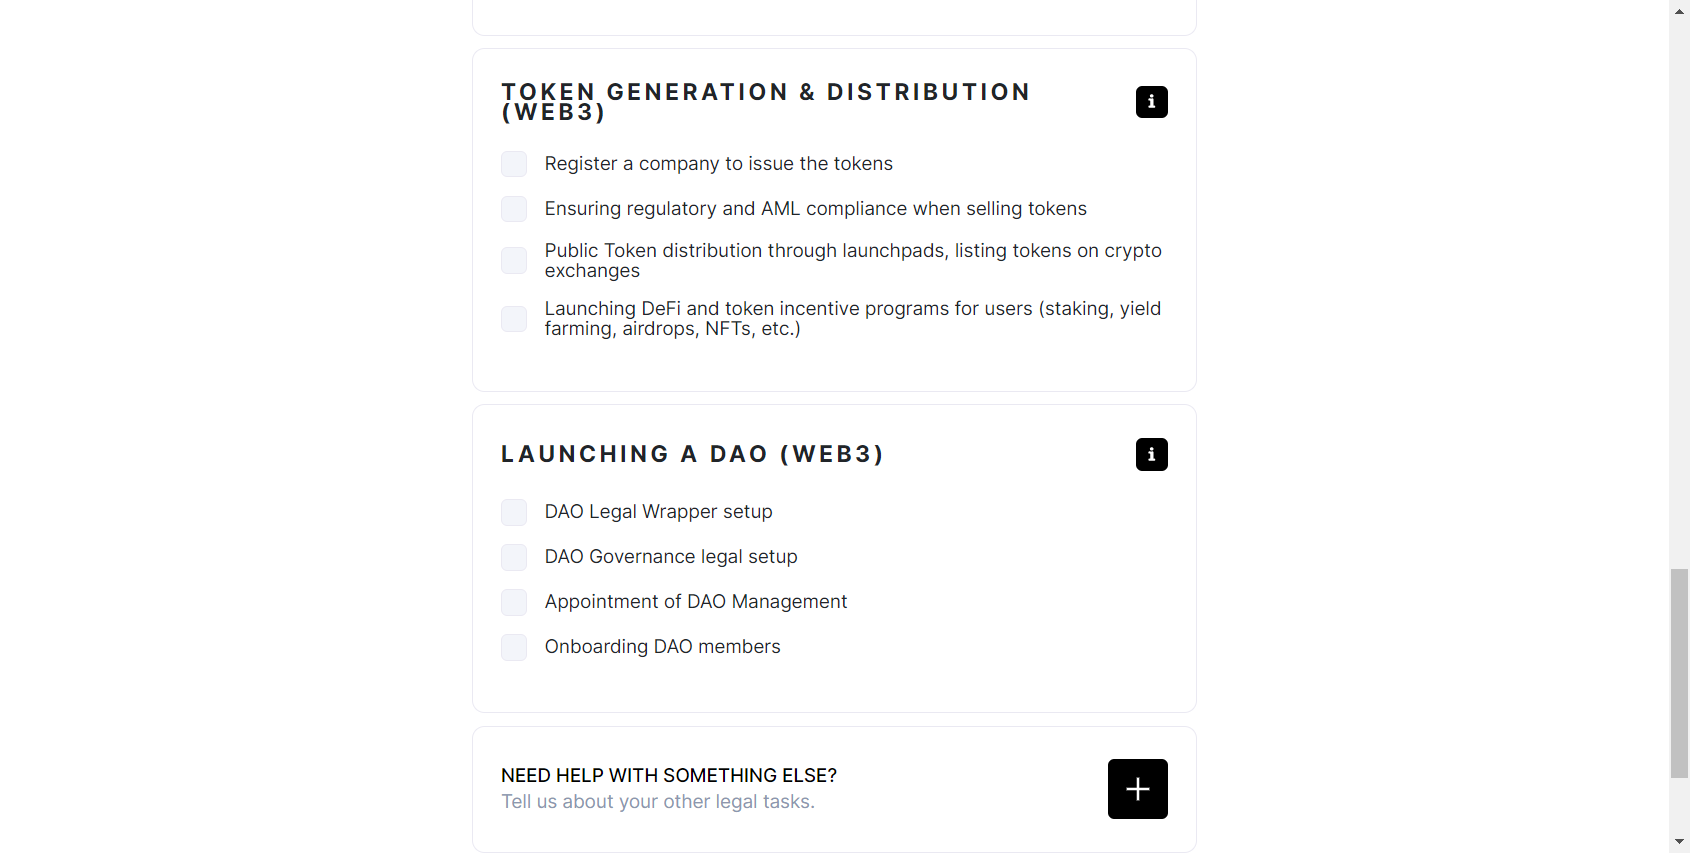 TOKEN GENERATION & DISTRIBUTION
(WEB3)
Register a company to issue the tokens
Ensuring regulatory and AML compliance when selling tokens
Public Token distribution through launchpads, listing tokens on crypto
exchanges
Launching DeFi and token incentive programs for users (staking, yield
farming, airdrops, NFTs, etc.)
LAUNCHING A DAO (WEB3)
DAO Legal Wrapper setup
DAO Governance legal setup
Appointment of DAO Management
Onboarding DAO members
NEED HELP WITH SOMETHING ELSE?
Tell us about your other legal tasks.